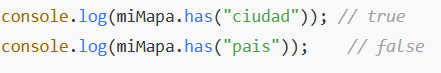 console.log(miMapa.has("ciudad")); // true
console.log(miMapa.has("pais"));    // false